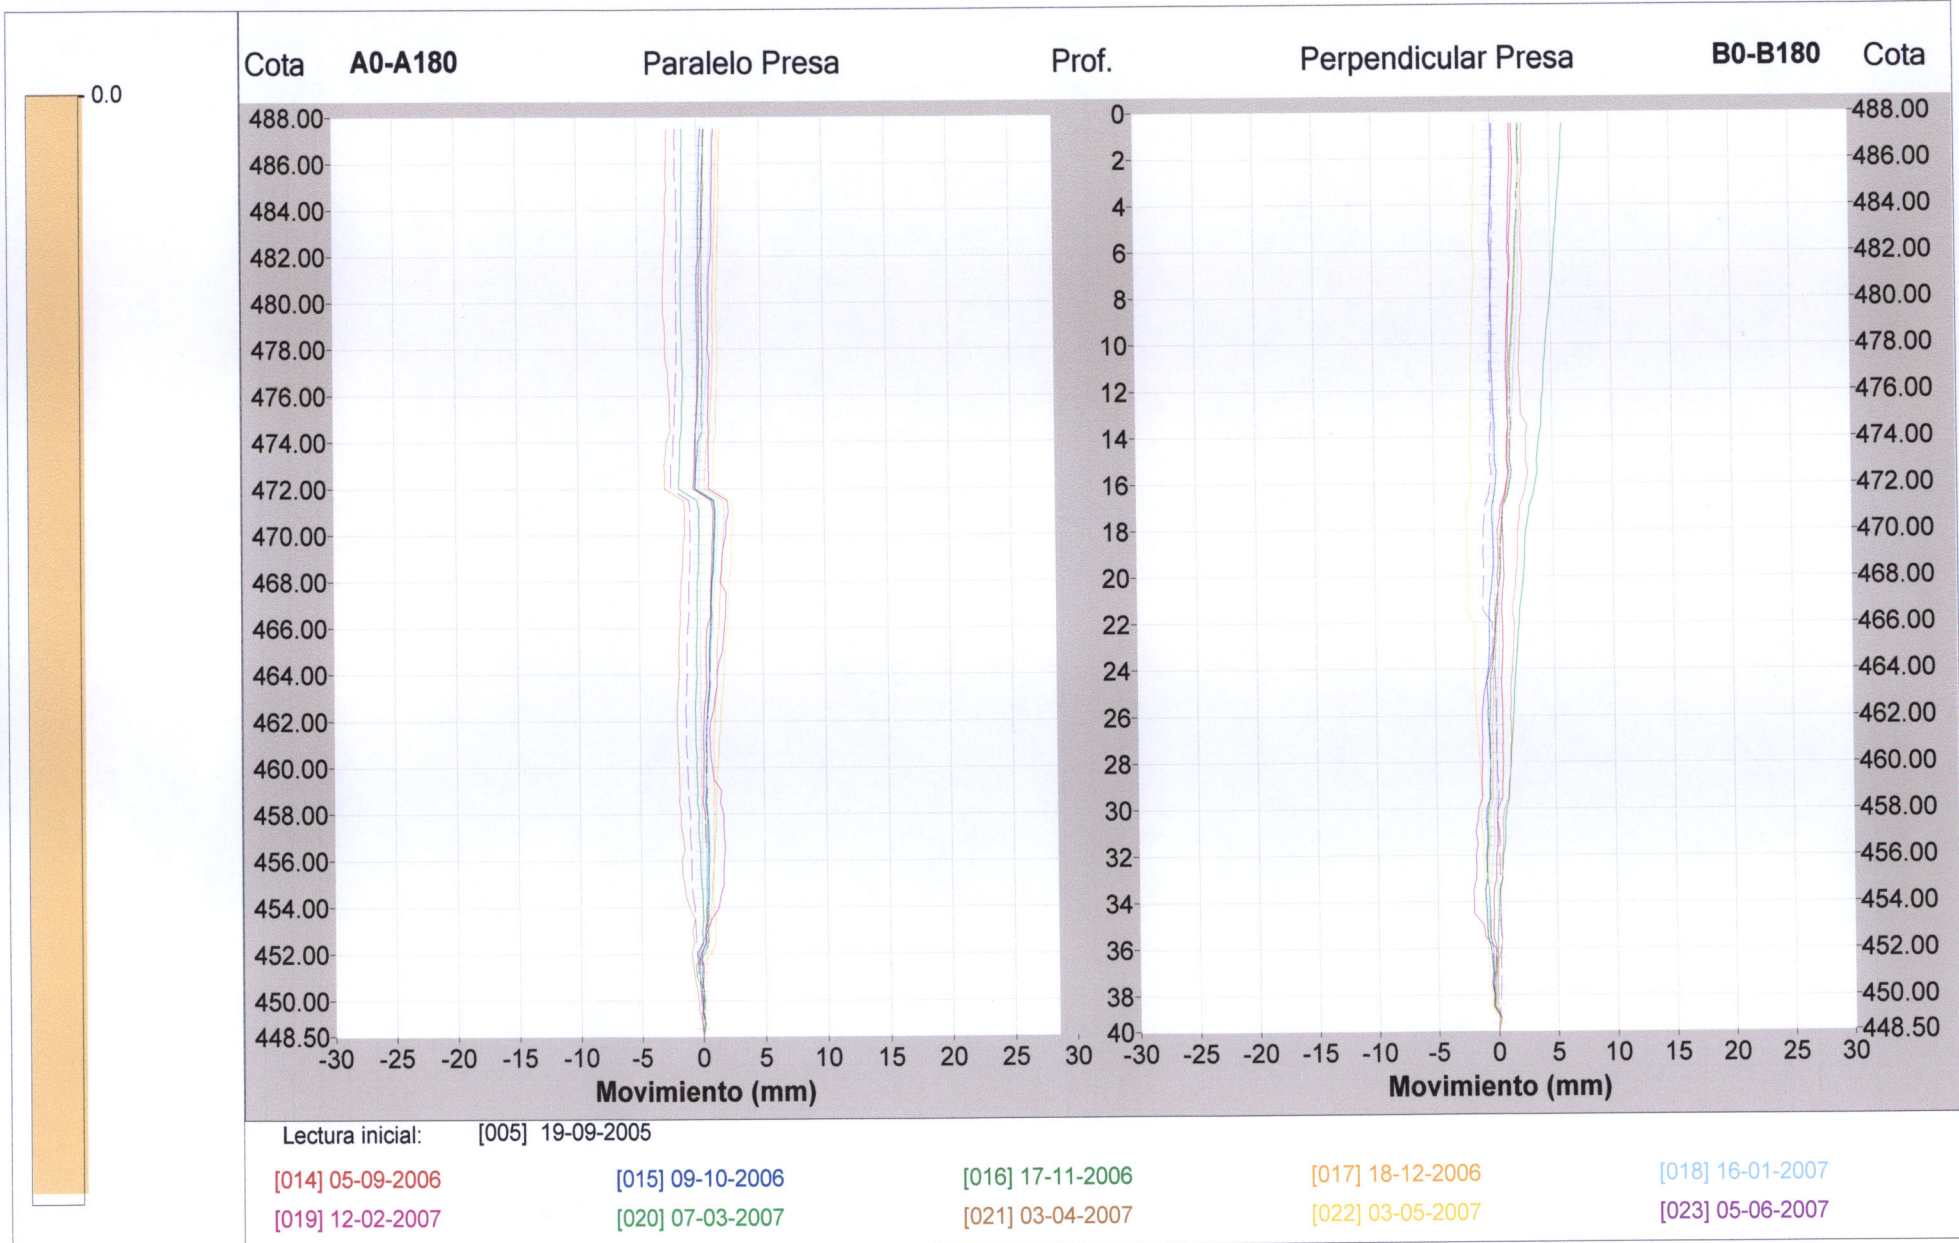 Cota A0-A180 Paralelo Presa Prof. Perpendicular Presa B0-B180 Cota
0.0
488.00 0 488.00
486.00 2 486.00
484.00 4 484.00
482.00 6 482.00
480.00 8 480.00
478.00 10 478.00
476.00 12 476.00
474.00 14 474.00
472.00 16 472.00
470.00 18 470.00
468.00 20 468.00
466.00 22 466.00
464.00 24 464.00
462.00 26 462.00
460.00 28 460.00
458.00 30 458.00
456.00 32 456.00
454.00 34 454.00
452.00 36 452.00
450.00 38 450.00
448.50 40 448.50
-30 -25 -20 -15 -10 -5 0 5 10 15 20 25 30 -30 -25 -20 -15 -10 -5 0 5 10 15 20 25 30
Movimiento (mm) Movimiento (mm)
Lectura inicial: [005] 19-09-2005
[014] 05-09-2006 [015] 09-10-2006 [016] 17-11-2006 [017] 18-12-2006 [018] 16-01-2007
[019] 12-02-2007 [020] 07-03-2007 [021] 03-04-2007 [022] 03-05-2007 [023] 05-06-2007